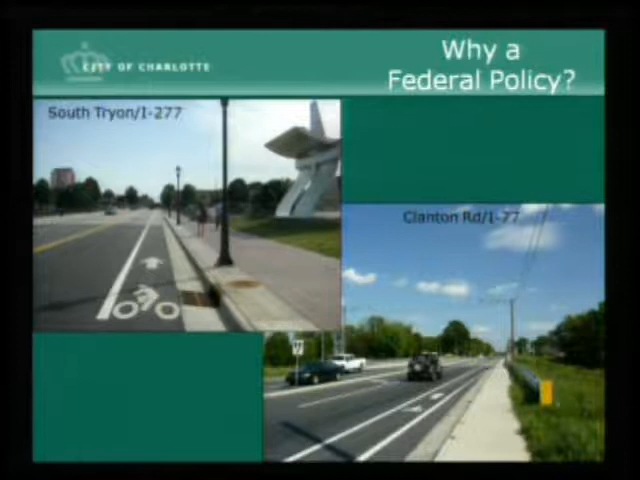 CITY OF CHARLOTTE
Why a
Federal Policy?
South Tryon/I-277
Clanton Rd/I-77